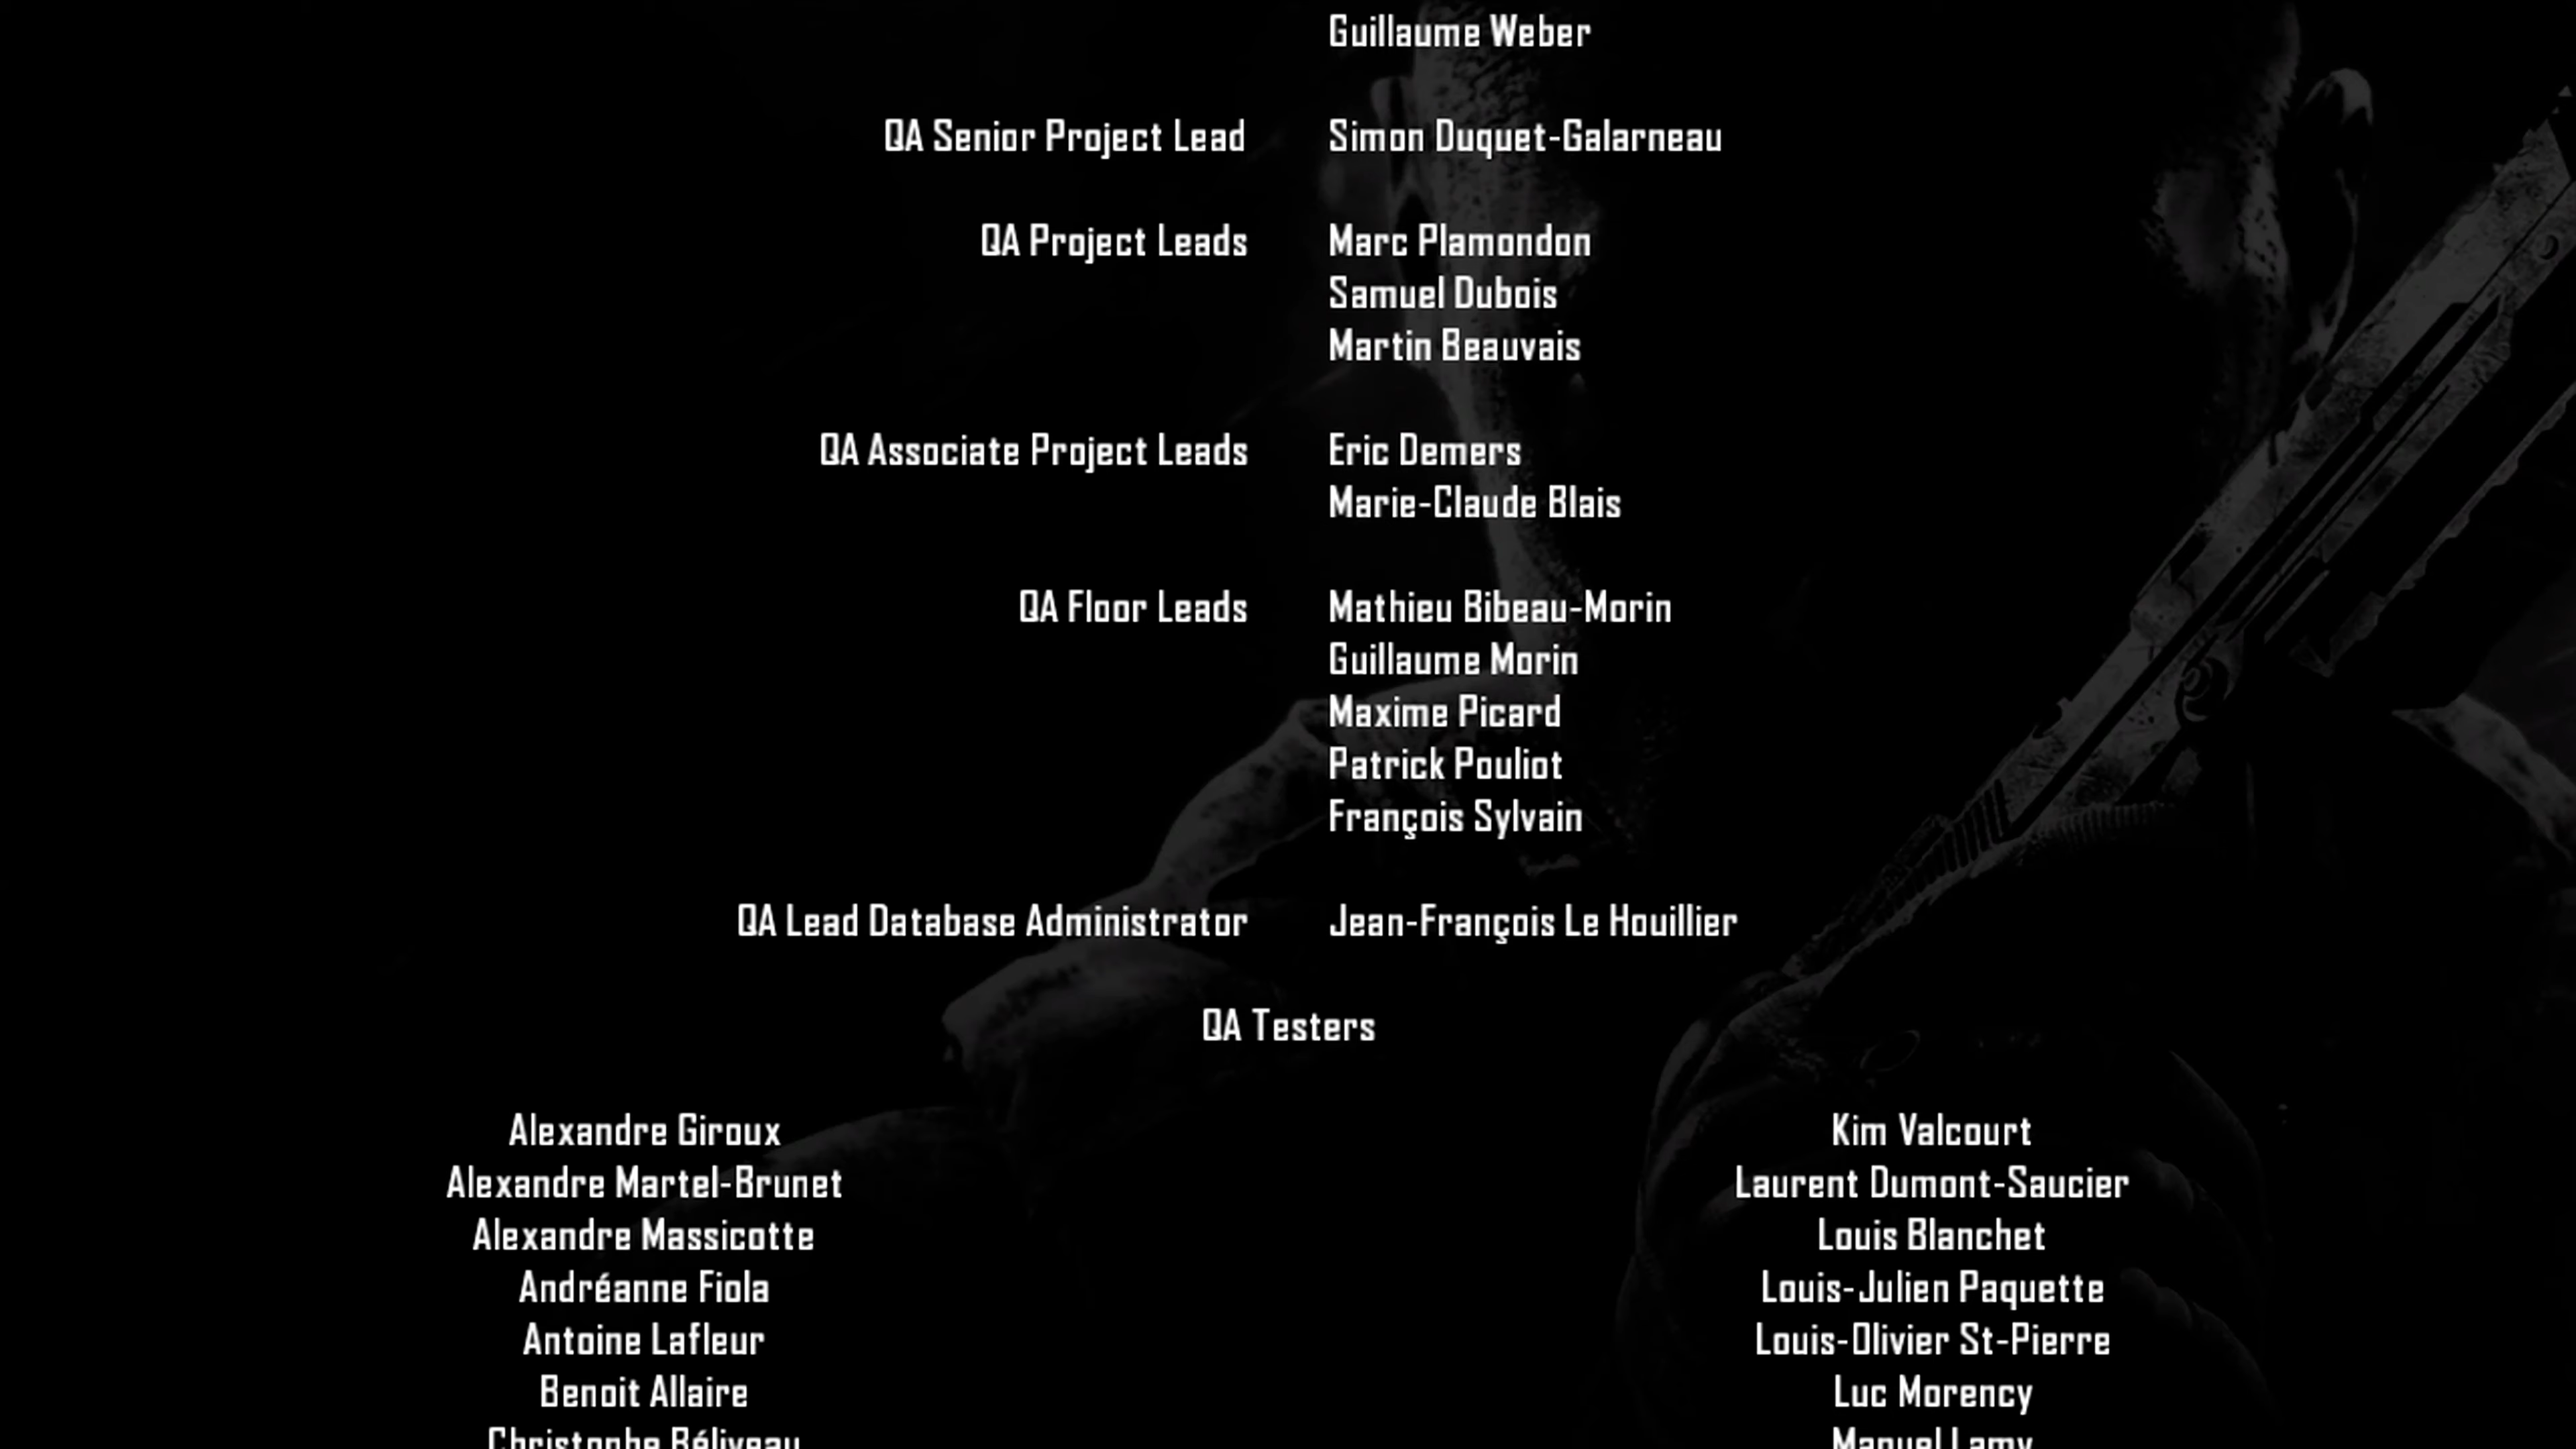 Guillaume Weber
QA Senior Project Lead Simon Duquet-Galarneau
QA Project Leads Marc Plamondon
Samuel Dubois
Martin Beauvais
QA Associate Project Leads Eric Demers
Marie-Claude Blais
QA Floor Leads Mathieu Bibeau-Morin
Guillaume Morin
Maxime Picard
Patrick Pouliot
François Sylvain
QA Lead Database Administrator Jean-François Le Houillier
QA Testers
Alexandre Giroux Kim Valcourt
Alexandre Martel-Brunet Laurent Dumont-Saucier
Alexandre Massicotte Louis Blanchet
Andréanne Fiola Louis-Julien Paquette
Antoine Lafleur Louis-Olivier St-Pierre
Benoit Allaire Luc Morency
Christophe Béliveau Manuel Lamy